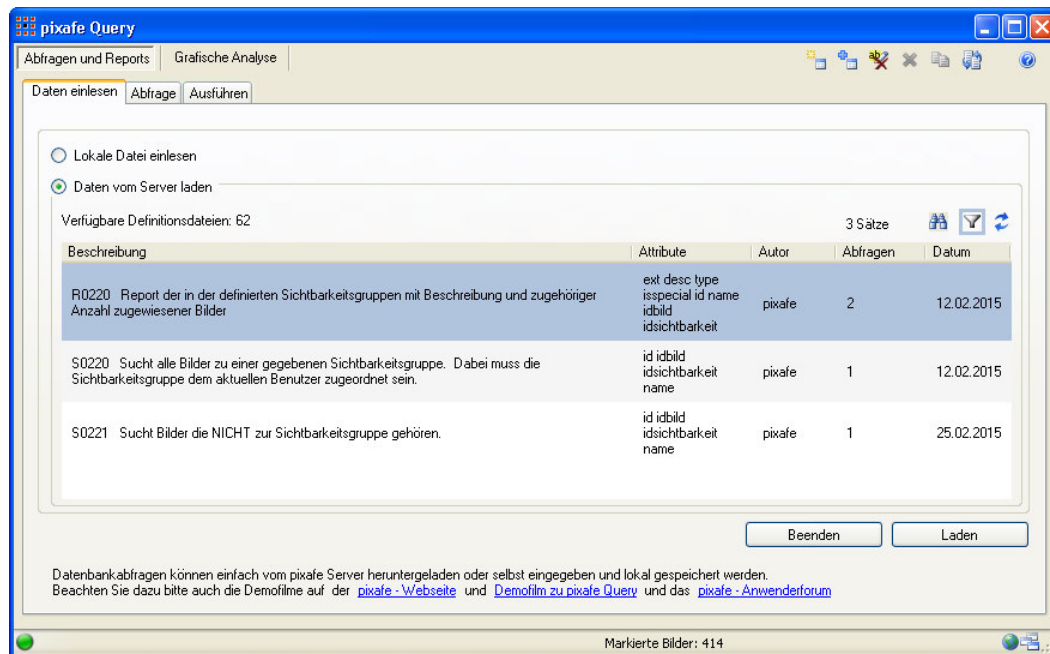 pixafe Query
Abfragen und Reports Grafische Analyse
Daten einlesen Abfrage Ausführen
Lokale Datei einlesen
Daten vom Server laden
Verfügbare Definitionsdateien: 62 3 Sätze
Beschreibung Attribute Autor Abfragen Datum
R0220 Report der in der definierten Sichtbarkeitsgruppen mit Beschreibung und zugehöriger
Anzahl zugewiesener Bilder
ext desc type
isspecial id name
idbild
idsichtbarkeit
pixafe 2 12.02.2015
S0220 Sucht alle Bilder zu einer gegebenen Sichtbarkeitsgruppe. Dabei muss die
Sichtbarkeitsgruppe dem aktuellen Benutzer zugeordnet sein.
id idbild
idsichtbarkeit
name
pixafe 1 12.02.2015
S0221 Sucht Bilder die NICHT zur Sichtbarkeitsgruppe gehören.
id idbild
idsichtbarkeit
name
pixafe 1 25.02.2015
Beenden Laden
Datenbankabfragen können einfach vom pixafe Server heruntergeladen oder selbst eingegeben und lokal gespeichert werden.
Beachten Sie dazu bitte auch die Demofilme auf der pixafe - Webseite und Demofilm zu pixafe Query und das pixafe - Anwenderforum
Markierte Bilder: 414